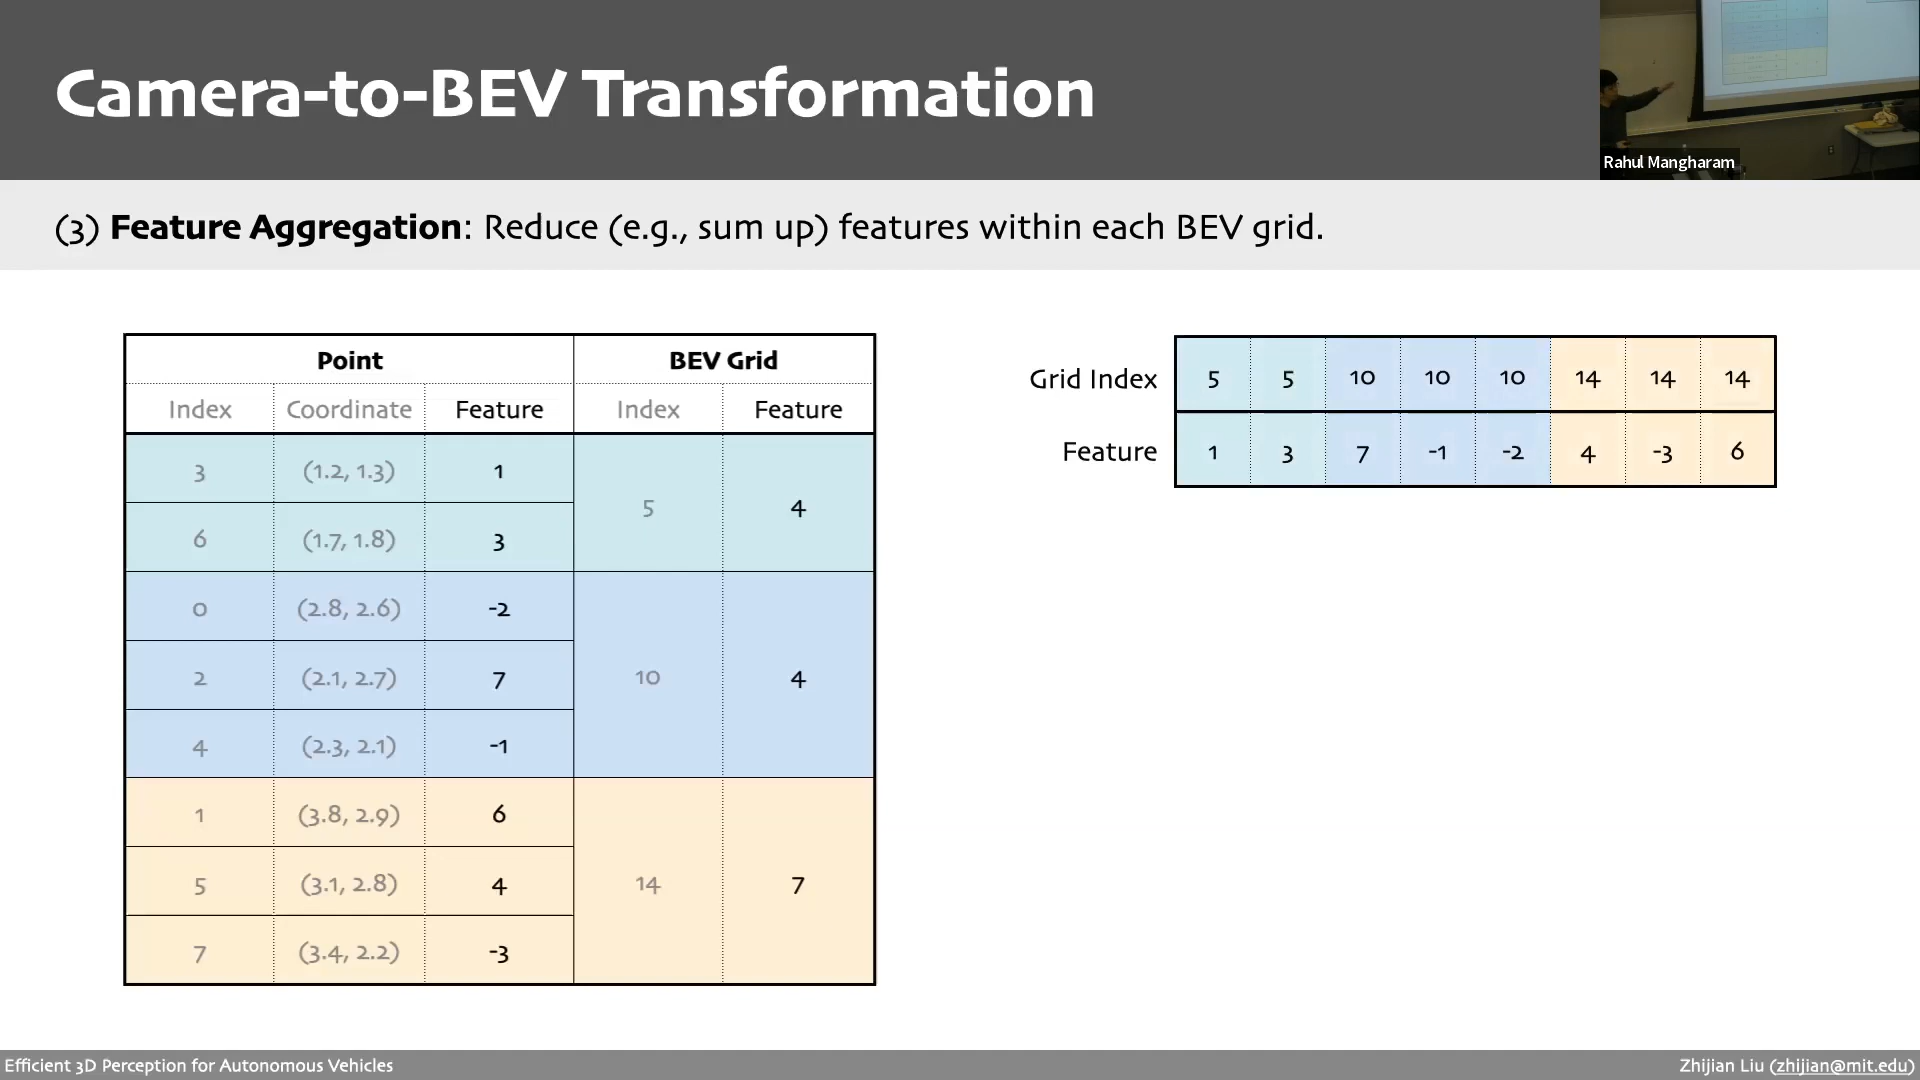 Camera-to-BEV Transformation
Rahul Mangharam
(3) Feature Aggregation: Reduce (e.g., sum up) features within each BEV grid.
Point BEV Grid
Index Coordinate Feature Index Feature
3 (1.2, 1.3) 1 5 4
6 (1.7, 1.8) 3
0 (2.8, 2.6) -2 10 4
2 (2.1, 2.7) 7
4 (2.3, 2.1) -1
1 (3.8, 2.9) 6 14 7
5 (3.1, 2.8) 4
7 (3.4, 2.2) -3
Grid Index 5 5 10 10 10 14 14 14
Feature 1 3 7 -1 -2 4 -3 6
Efficient 3D Perception for Autonomous Vehicles
Zhijian Liu (zhijian@mit.edu)